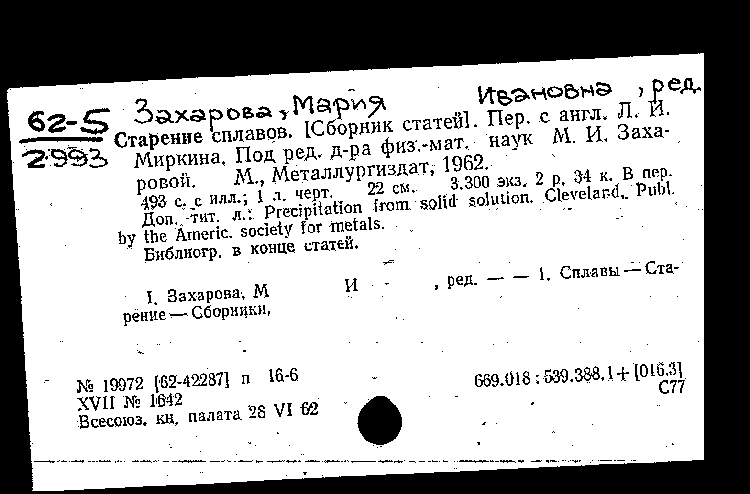 62-5
2993
Захарова, Мария Ивановна, ред.
Старение сплавов. [Сборник статей]. Пер. с англ. Л. И.
Миркина. Под ред. д-ра физ.-мат. наук М. И. Заха-
ровой. М., Металлургиздат, 1962.
493 с. с илл.; 1 л. черт. 22 см. 3.300 экз. 2 р. 34 к. В пер.
Доп. тит. л.: Precipitation from solid solution. Cleveland. Publ.
by the Americ. society for metals.
Библиогр. в конце статей.
I. Захарова, М И , ред. — — 1. Сплавы — Ста-
рение — Сборники.
№ 19972 [62-42287] п 16-6
XVII № 1642
Всесоюз. кн. палата 28 VI 62
669.018 : 539.388.1 + [016.3]
С77